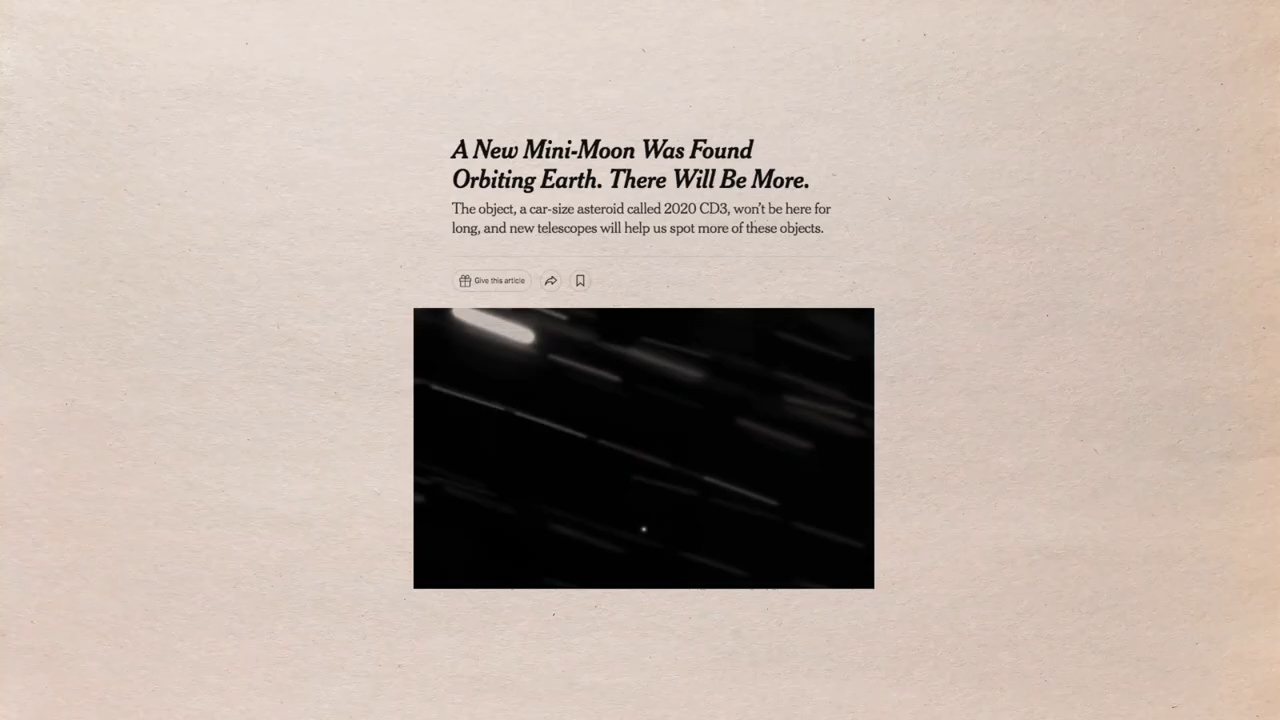 A New Mini-Moon Was Found
Orbiting Earth. There Will Be More.
The object, a car-size asteroid called 2020 CD3, won’t be here for
long, and new telescopes will help us spot more of these objects.
Give this article